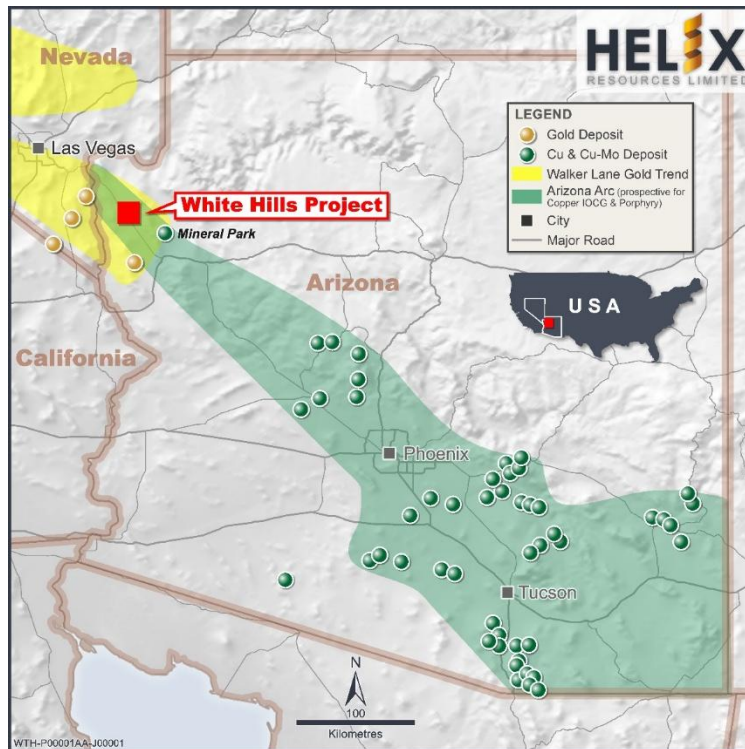 Nevada
HELIX
RESOURCES LIMITED
LEGEND
Gold Deposit
Cu & Cu-Mo Deposit
Walker Lane Gold Trend
Arizona Arc (prospective for
Copper IOCG & Porphyry)
City
Major Road
Las Vegas
White Hills Project
Mineral Park
Arizona
USA
California
Phoenix
Tucson
N
100
Kilometres
WTH-P00001AA-J00001